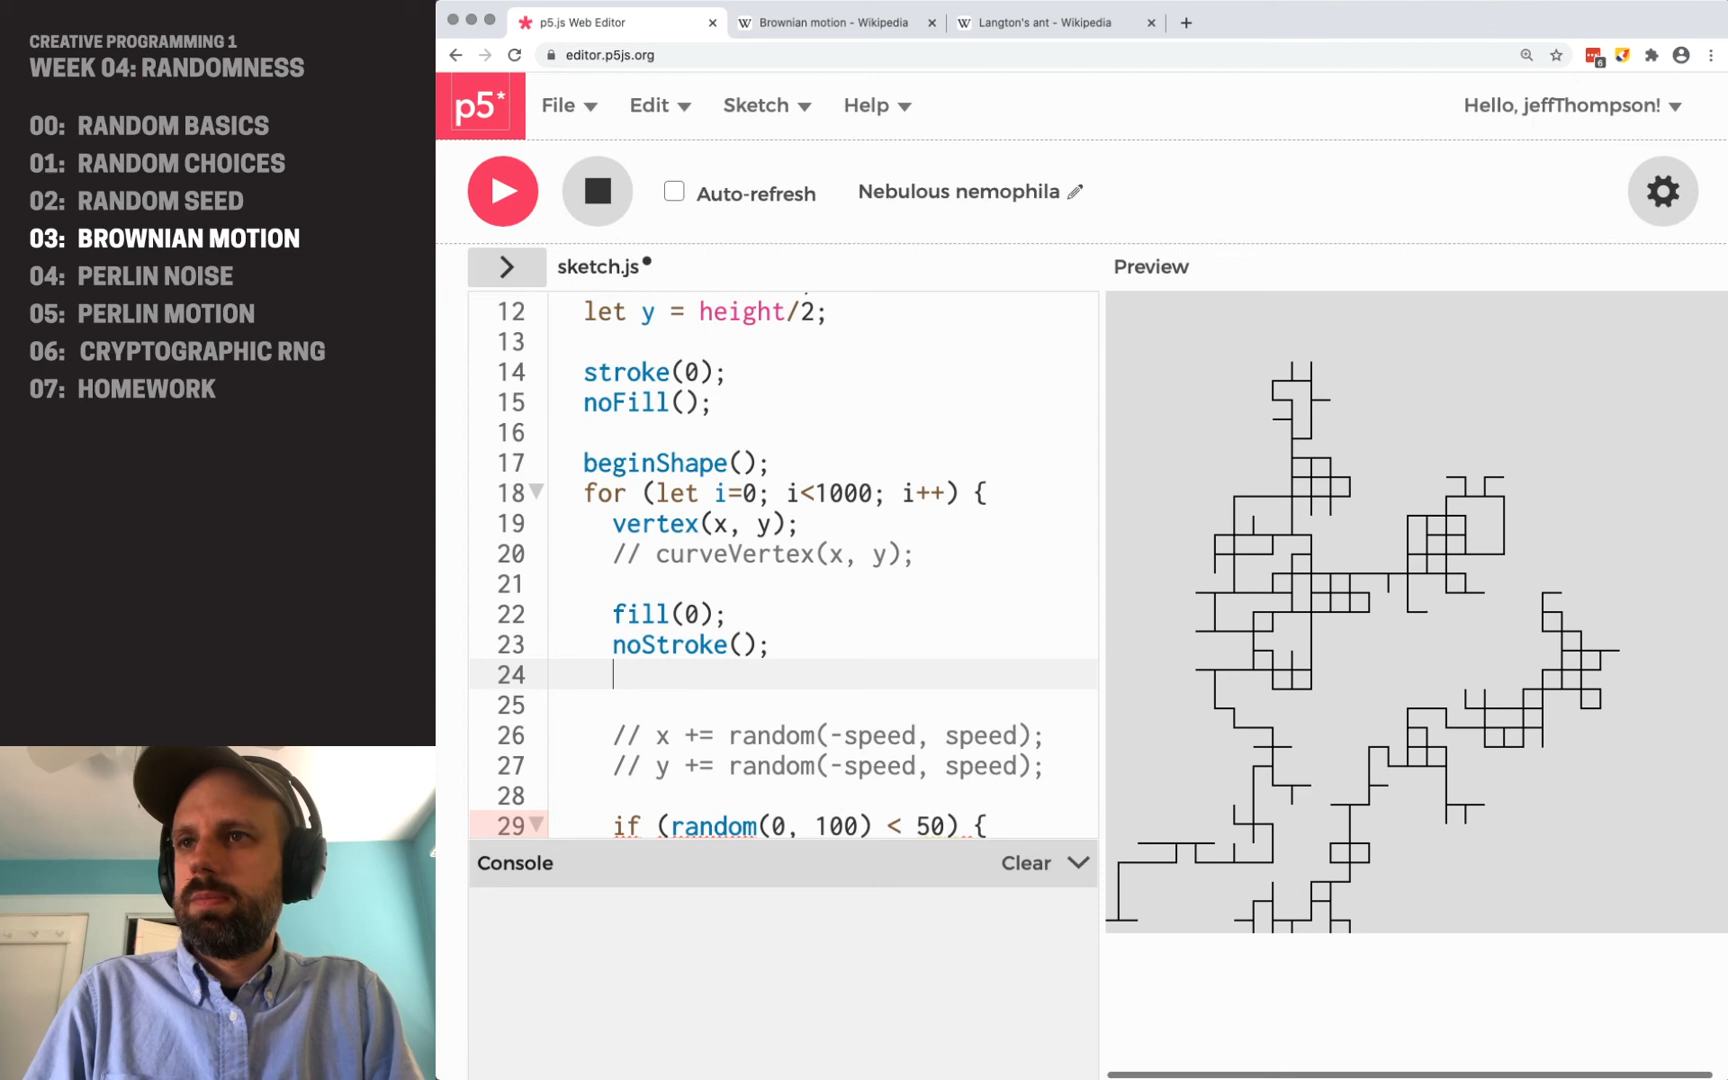 CREATIVE PROGRAMMING 1
WEEK 04: RANDOMNESS
00: RANDOM BASICS
01: RANDOM CHOICES
02: RANDOM SEED
03: BROWNIAN MOTION
04: PERLIN NOISE
05: PERLIN MOTION
06: CRYPTOGRAPHIC RNG
07: HOMEWORK
p5.js Web Editor
Brownian motion - Wikipedia
Langton's ant - Wikipedia
editor.p5js.org
6
p5* File Edit Sketch Help Hello, jeffThompson!
Auto-refresh Nebulous nemophila
sketch.js
Preview
12 let y = height/2;
13
14 stroke(0);
15 noFill();
16
17 beginShape();
18 for (let i=0; i<1000; i++) {
19 vertex(x, y);
20 // curveVertex(x, y);
21
22 fill(0);
23 noStroke();
24
25
26 // x += random(-speed, speed);
27 // y += random(-speed, speed);
28
29 if (random(0, 100) < 50) {
Console Clear